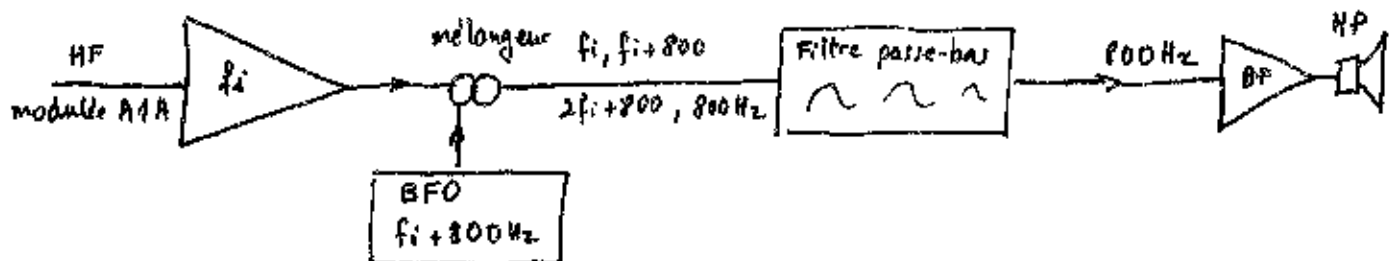 HF
modulée A1A
fi
mélangeur
fi, fi+800
2fi+800, 800Hz
BFO
fi+800Hz
Filtre passe-bas
800Hz
BF
HP